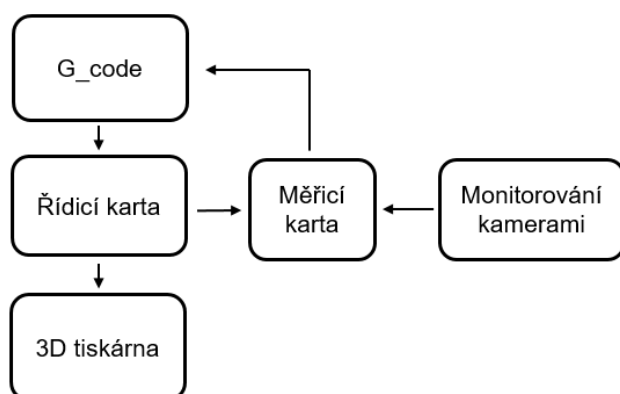 G_code
Řídicí karta
Měřicí
karta
Monitorování
kamerami
3D tiskárna